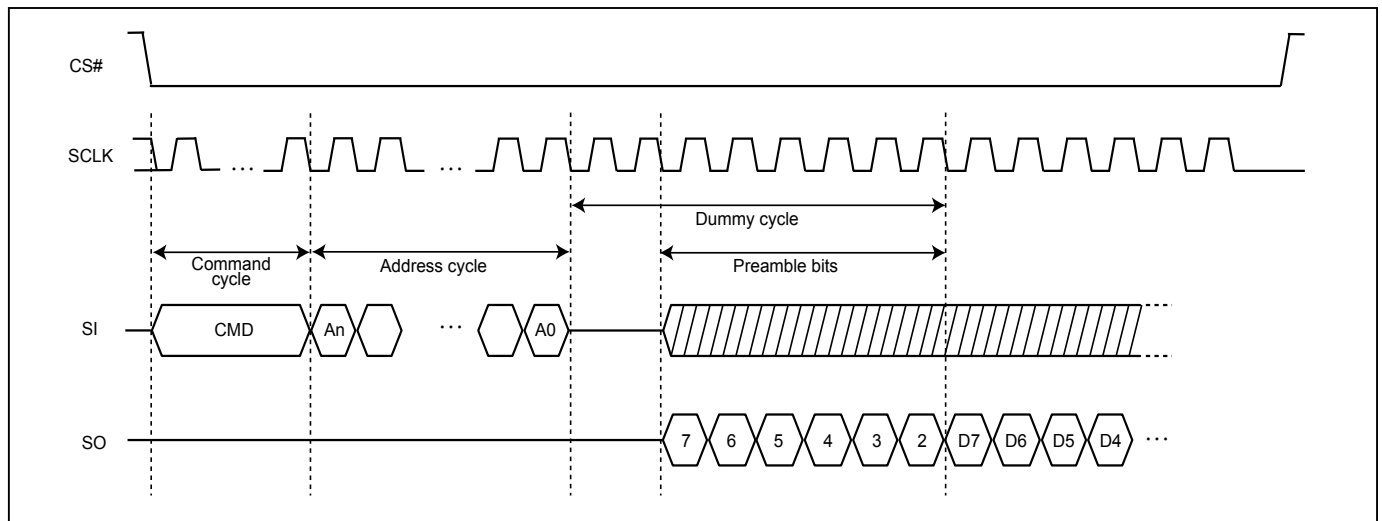 CS#
SCLK
...
...
Dummy cycle
Command
cycle
Address cycle
Preamble bits
SI
CMD
An
...
A0
SO
7
6
5
4
3
2
D7
D6
D5
D4
...